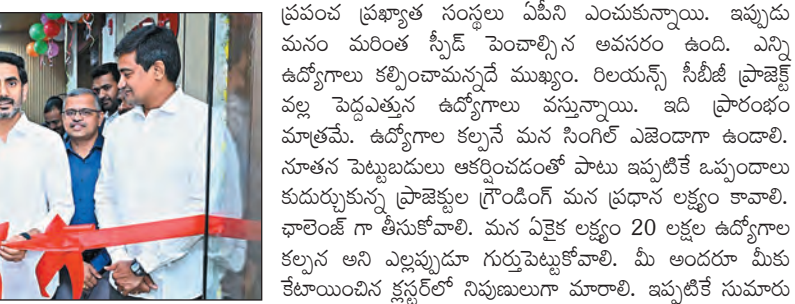 ప్రపంచ ప్రఖ్యాత సంస్థలు ఏపీని ఎంచుకున్నాయి. ఇప్పుడు
మనం మరింత స్పీడ్ పెంచాల్సిన అవసరం ఉంది. ఎన్ని
ఉద్యోగాలు కల్పించామన్నదే ముఖ్యం. రిలయన్స్ సీబీజీ ప్రాజెక్ట్
వల్ల పెద్దఎత్తున ఉద్యోగాలు వస్తున్నాయి. ఇది ప్రారంభం
మాత్రమే. ఉద్యోగాల కల్పనే మన సింగిల్ ఎజెండాగా ఉండాలి.
నూతన పెట్టుబడులు ఆకర్షించడంతో పాటు ఇప్పటికే ఒప్పందాలు
కుదుర్చుకున్న ప్రాజెక్టుల గ్రౌండింగ్ మన ప్రధాన లక్ష్యం కావాలి.
ఛాలెంజ్ గా తీసుకోవాలి. మన ఏకైక లక్ష్యం 20 లక్షల ఉద్యోగాల
కల్పన అని ఎల్లప్పుడూ గుర్తుపెట్టుకోవాలి. మీ అందరూ మీకు
కేటాయించిన క్లస్టర్‌లో నిపుణులుగా మారాలి. ఇప్పటికే సుమారు